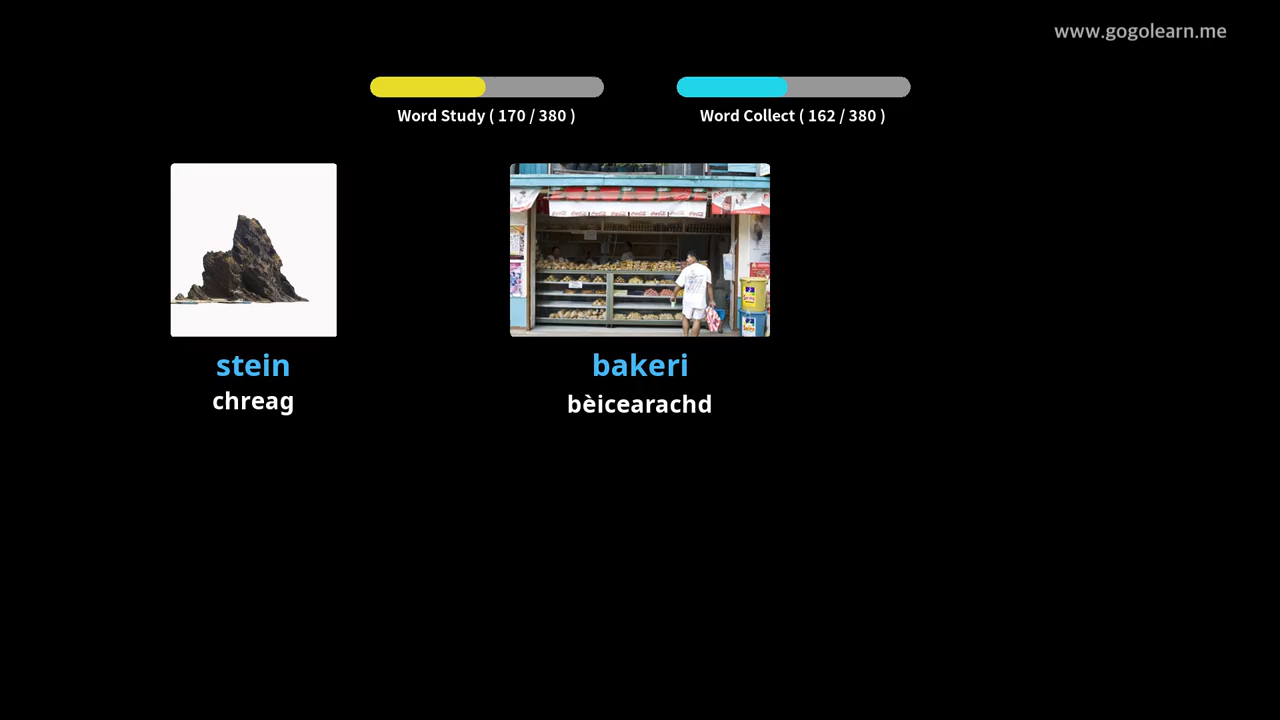 www.gogolearn.me
Word Study ( 170 / 380 )
Word Collect ( 162 / 380 )
stein
bakeri
chreag
bèicearachd